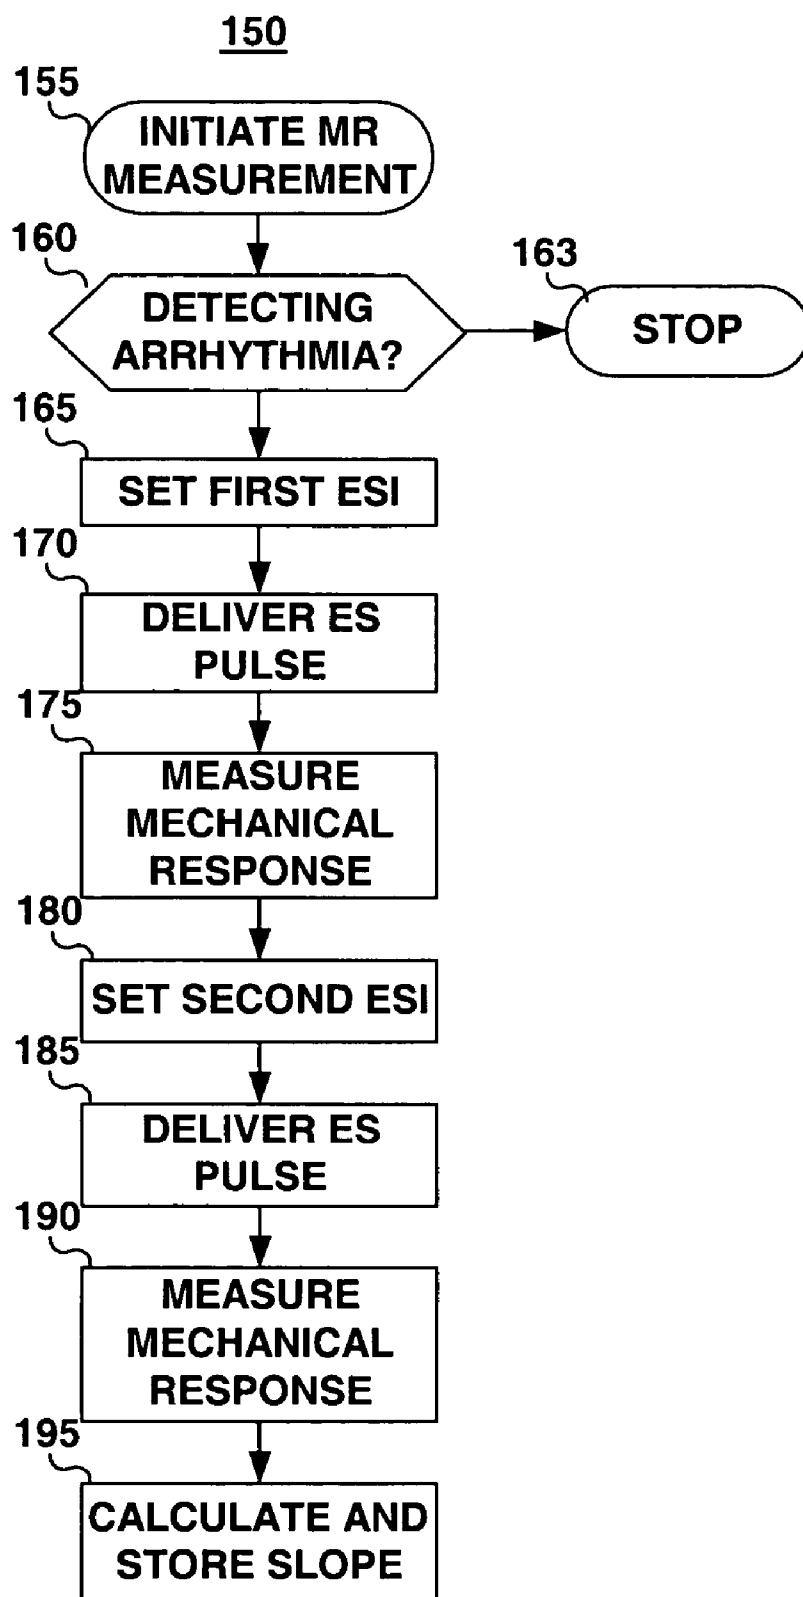 150
155
INITIATE MR
MEASUREMENT
160
DETECTING
ARRHYTHMIA?
163
STOP
165
SET FIRST ESI
170
DELIVER ES
PULSE
175
MEASURE
MECHANICAL
RESPONSE
180
SET SECOND ESI
185
DELIVER ES
PULSE
190
MEASURE
MECHANICAL
RESPONSE
195
CALCULATE AND
STORE SLOPE